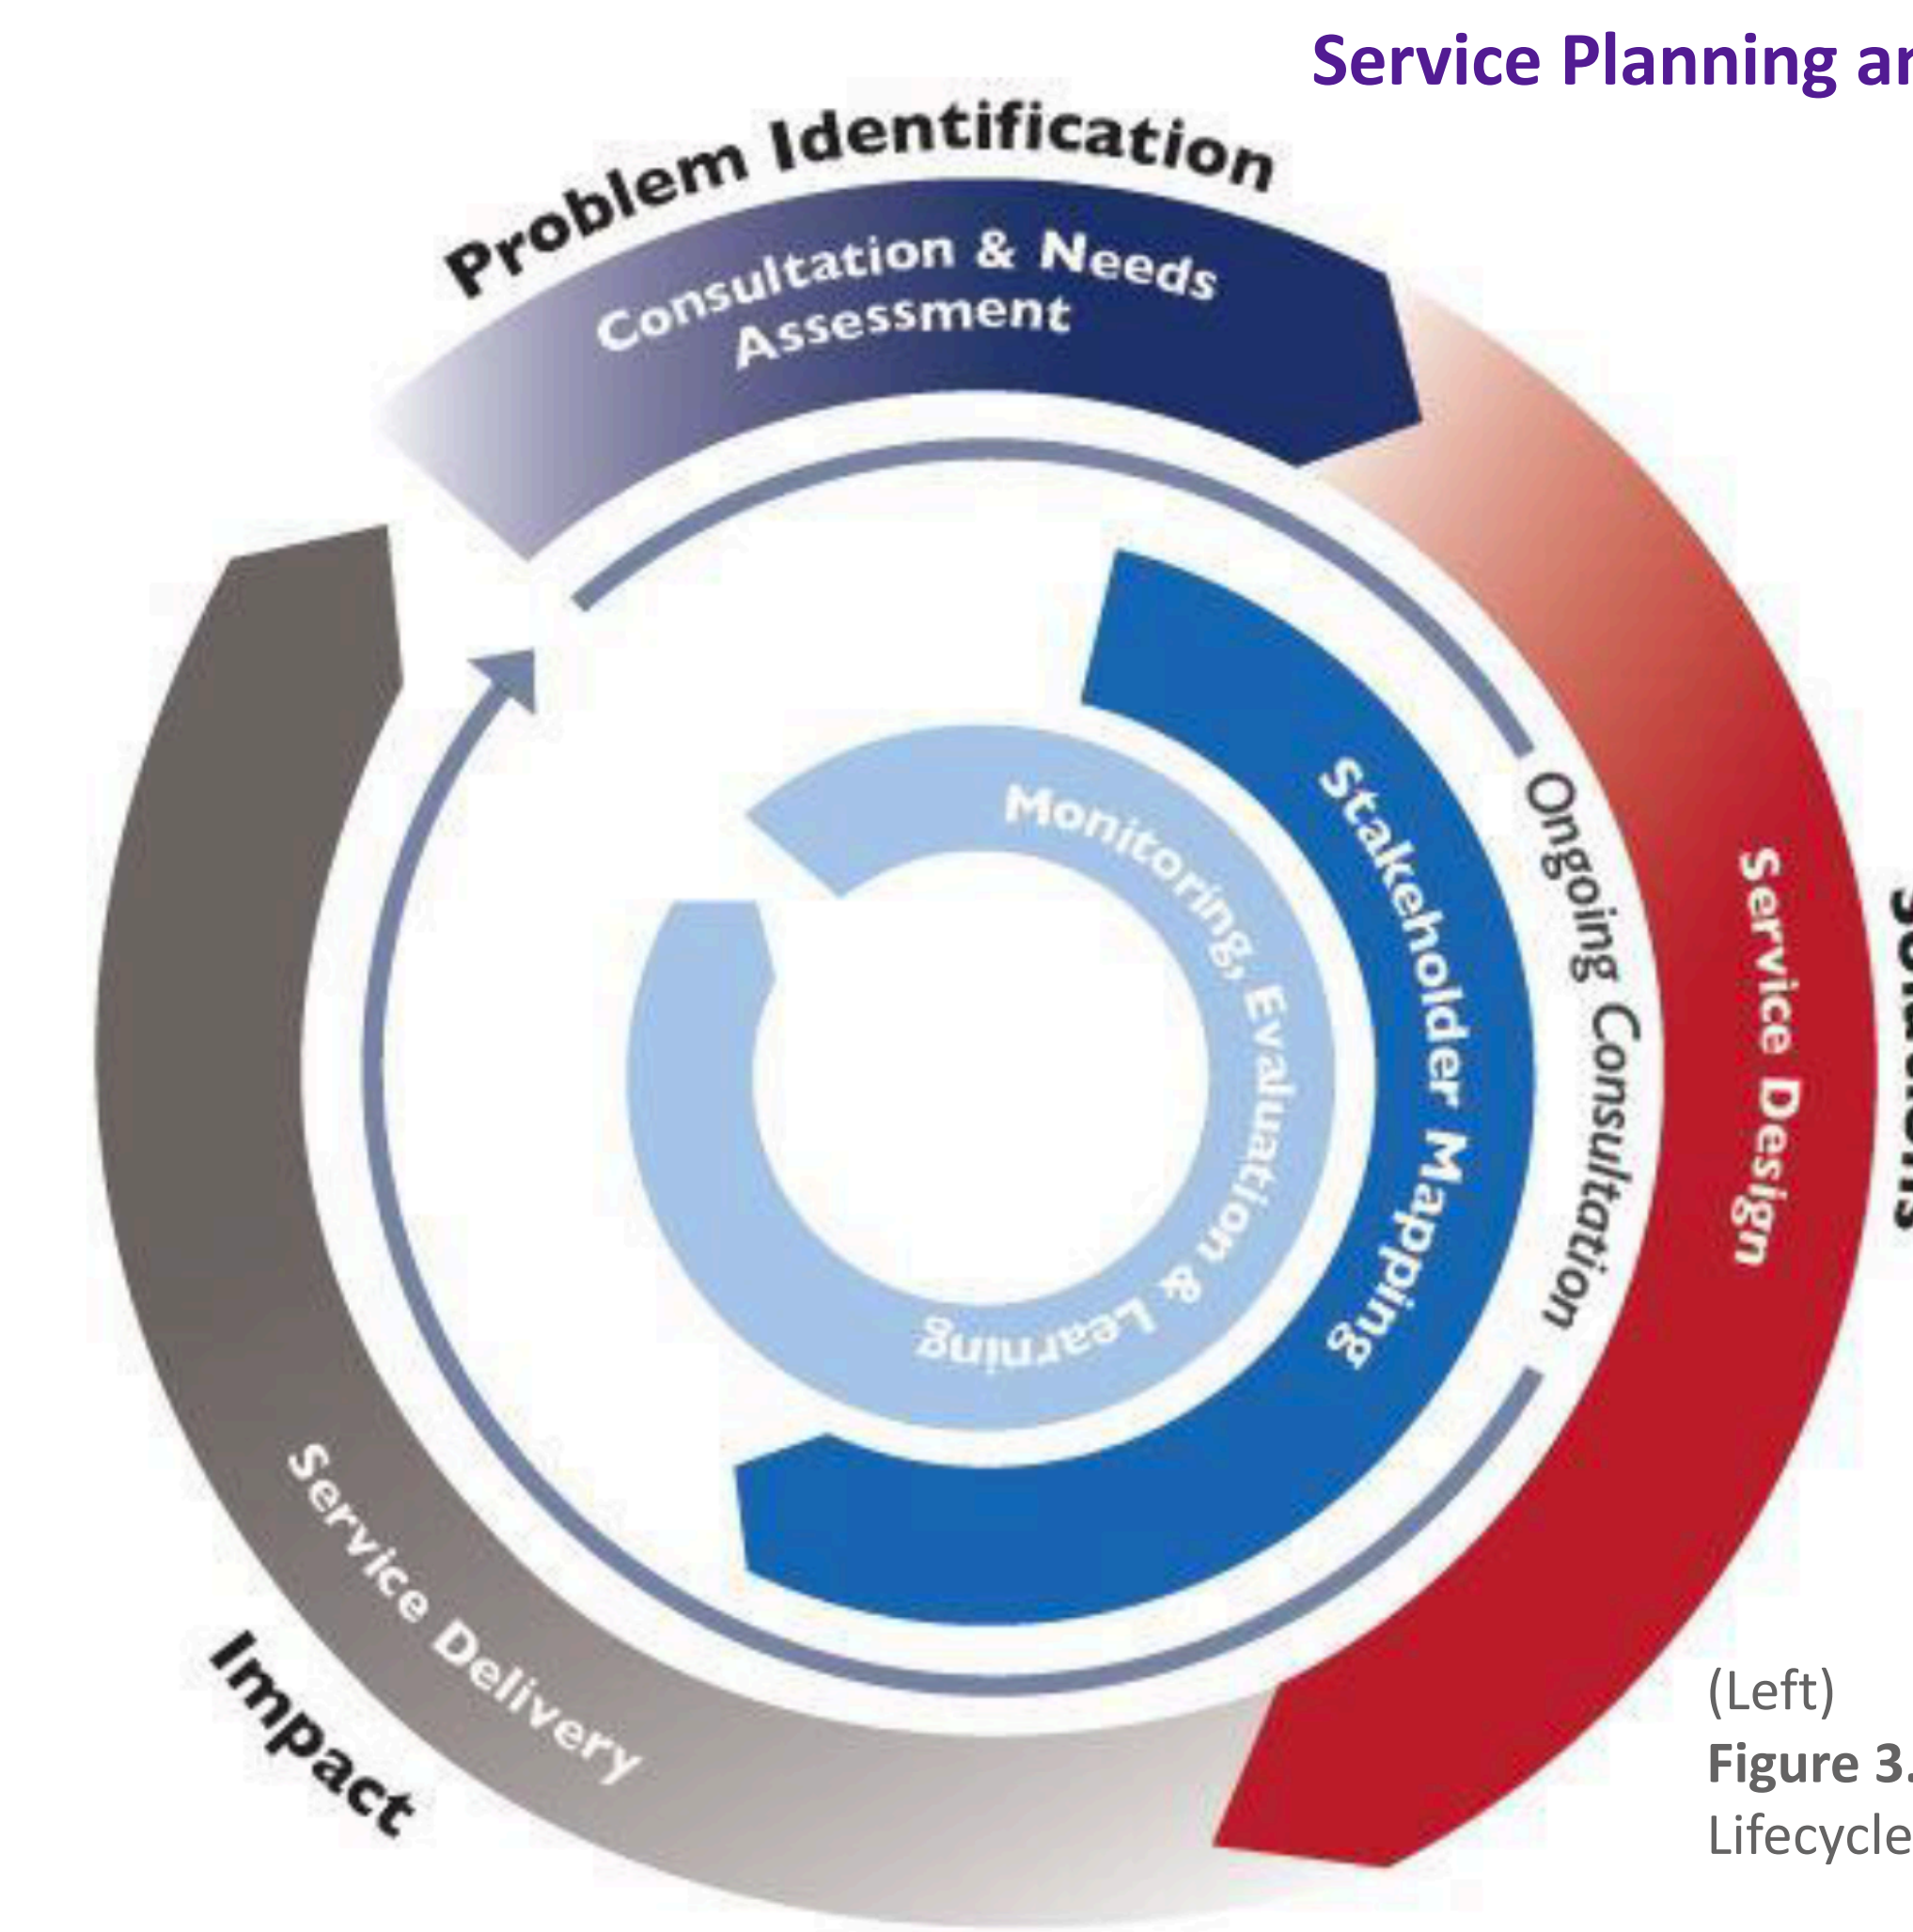 Service Planning
Problem Identification
Consultation & Needs
Assessment
Service Design
Ongoing Consultation
Stakeholder Mapping
Monitoring, Evaluation & Learning
Service Delivery
Impact
(Left)
Figure 3.
Lifecycle